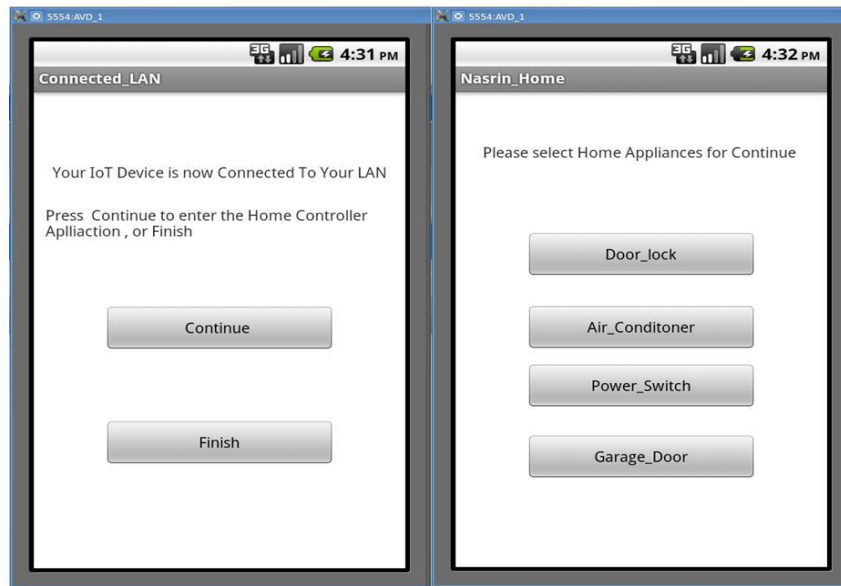 5554:AVD_1
3G 4:31 PM
Connected_LAN
Your IoT Device is now Connected To Your LAN
Press Continue to enter the Home Controller
Aplliaction , or Finish
Continue
Finish
5554:AVD_1
3G 4:32 PM
Nasrin_Home
Please select Home Appliances for Continue
Door_lock
Air_Conditoner
Power_Switch
Garage_Door